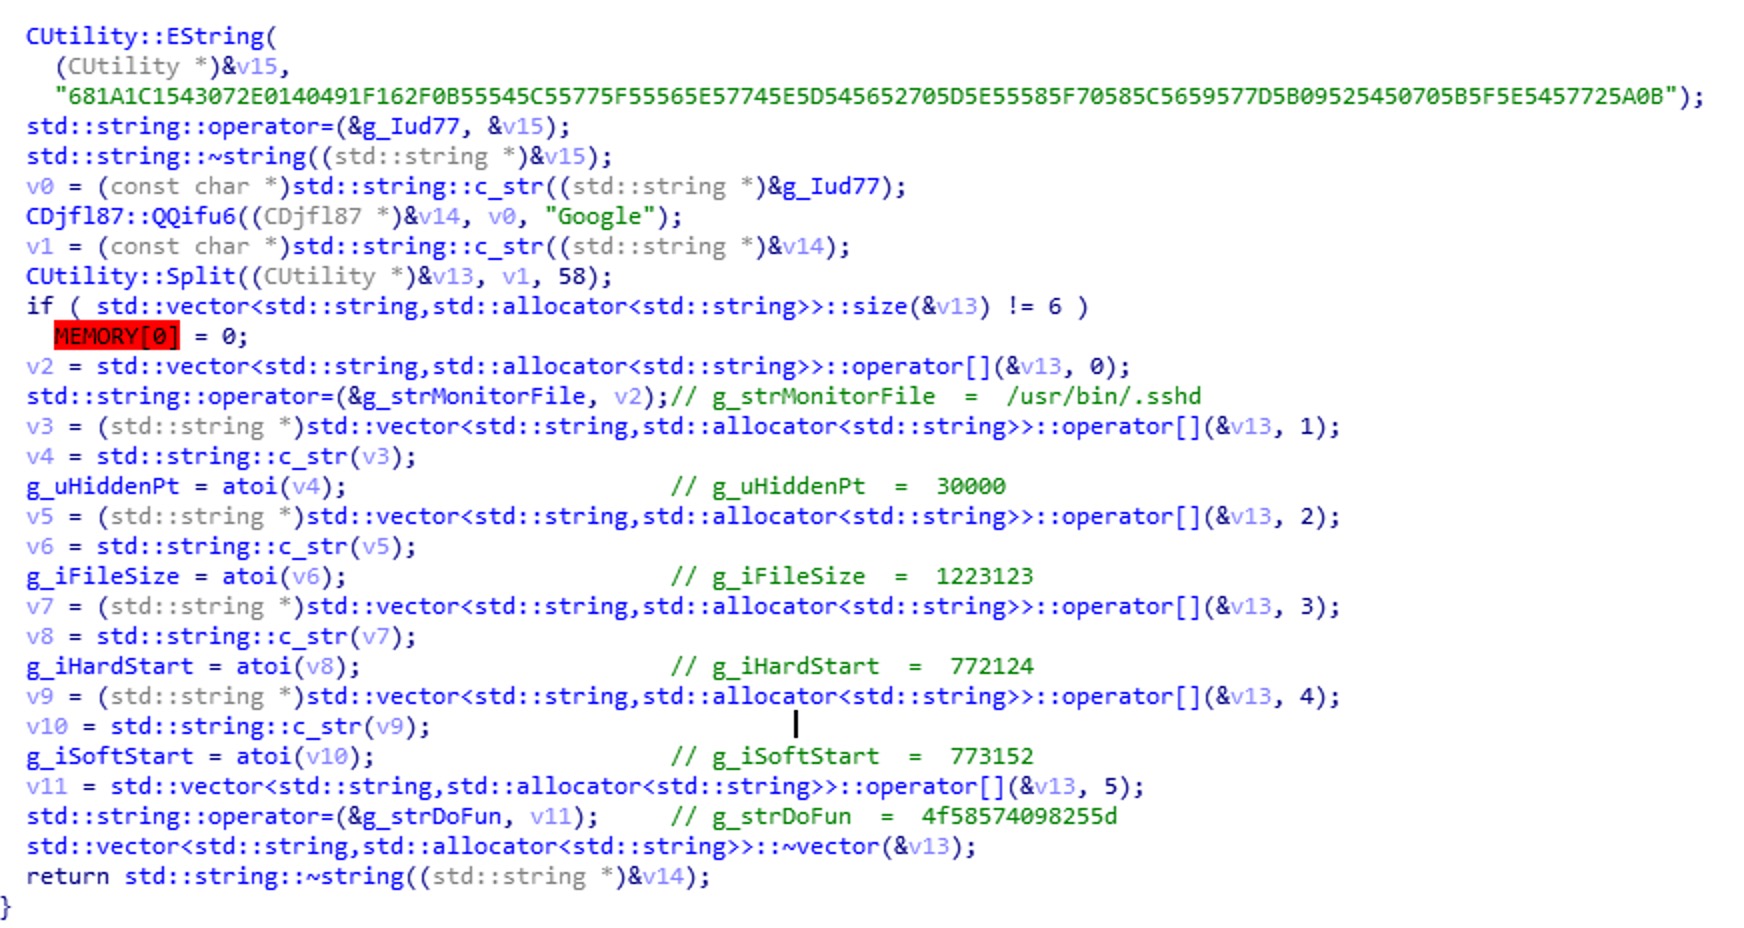 CUtility::EString(
(CUtility *)&v15,
"681A1C1543072E0140491F162F0B55545C55775F55565E57745E5D545652705D5E55585F70585C5659577D5B09525450705B5F5E5457725A0B");
std::string::operator=(&g_Iud77, &v15);
std::string::~string((std::string *)&v15);
v0 = (const char *)std::string::c_str((std::string *)&g_Iud77);
CDjfl87::QQifu6((CDjfl87 *)&v14, v0, "Google");
v1 = (const char *)std::string::c_str((std::string *)&v14);
CUtility::Split((CUtility *)&v13, v1, 58);
if ( std::vector<std::string,std::allocator<std::string>>::size(&v13) != 6 )
MEMORY[0] = 0;
v2 = std::vector<std::string,std::allocator<std::string>>::operator[](&v13, 0);
std::string::operator=(&g_strMonitorFile, v2);// g_strMonitorFile = /usr/bin/.sshd
v3 = (std::string *)std::vector<std::string,std::allocator<std::string>>::operator[](&v13, 1);
v4 = std::string::c_str(v3);
g_uHiddenPt = atoi(v4); // g_uHiddenPt = 30000
v5 = (std::string *)std::vector<std::string,std::allocator<std::string>>::operator[](&v13, 2);
v6 = std::string::c_str(v5);
g_iFileSize = atoi(v6); // g_iFileSize = 1223123
v7 = (std::string *)std::vector<std::string,std::allocator<std::string>>::operator[](&v13, 3);
v8 = std::string::c_str(v7);
g_iHardStart = atoi(v8); // g_iHardStart = 772124
v9 = (std::string *)std::vector<std::string,std::allocator<std::string>>::operator[](&v13, 4);
v10 = std::string::c_str(v9);
g_iSoftStart = atoi(v10); // g_iSoftStart = 773152
v11 = std::vector<std::string,std::allocator<std::string>>::operator[](&v13, 5);
std::string::operator=(&g_strDoFun, v11); // g_strDoFun = 4f58574098255d
std::vector<std::string,std::allocator<std::string>>::~vector(&v13);
return std::string::~string((std::string *)&v14);
}